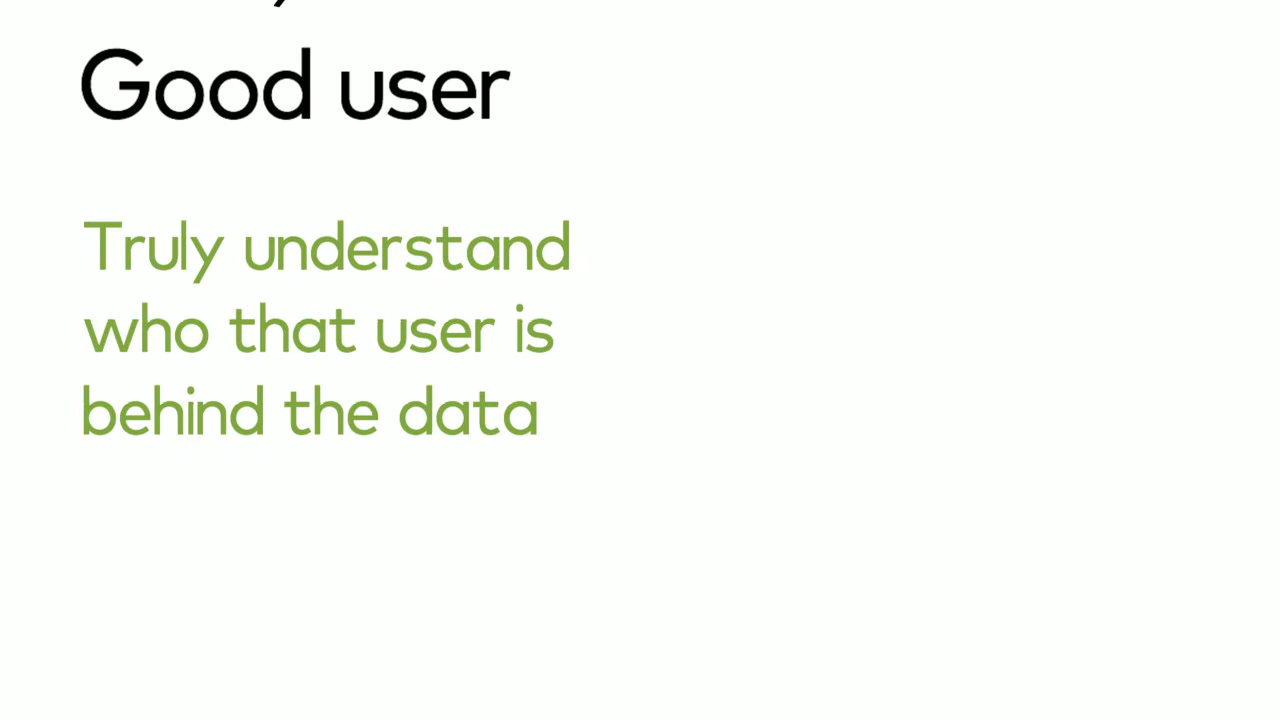 Good user
Truly understand
who that user is
behind the data